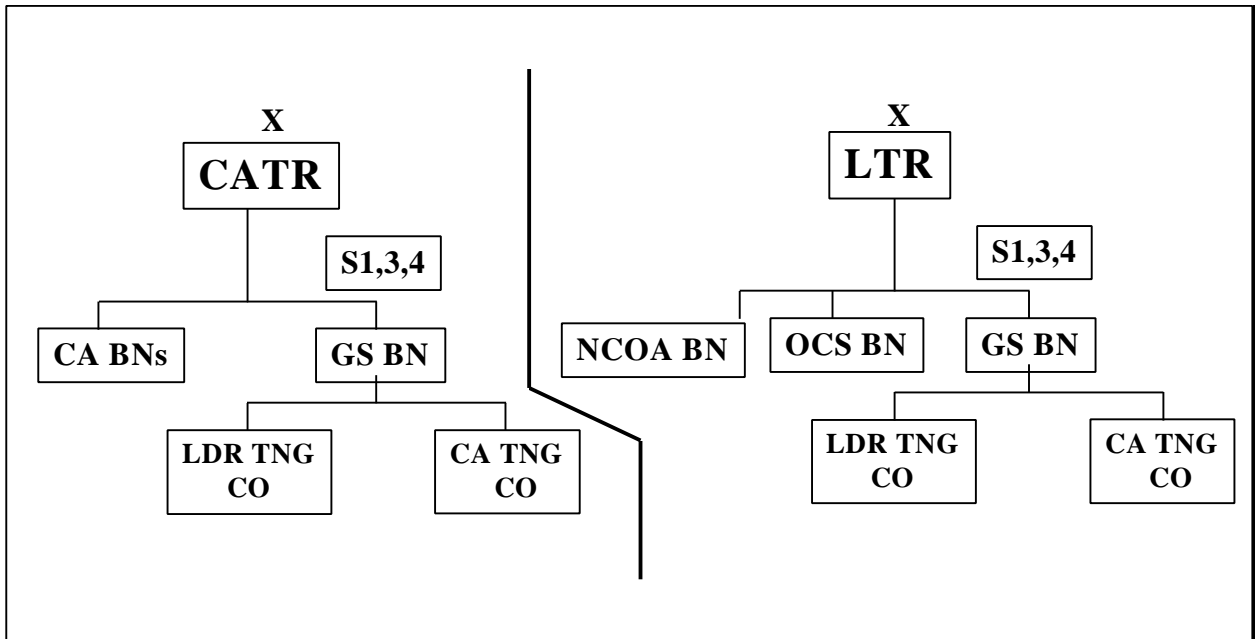 X
CATR
S1,3,4
CA BNs
GS BN
LDR TNG
CO
CA TNG
CO
X
LTR
S1,3,4
NCOA BN
OCS BN
GS BN
LDR TNG
CO
CA TNG
CO